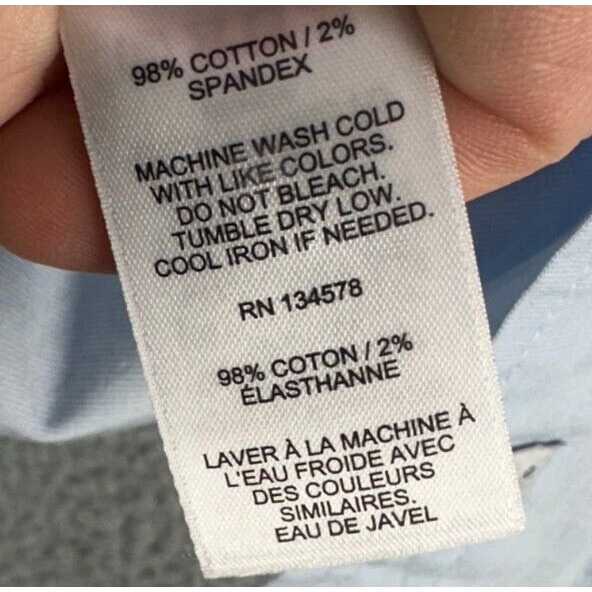 98% COTTON / 2%
SPANDEX
MACHINE WASH COLD
WITH LIKE COLORS.
DO NOT BLEACH.
TUMBLE DRY LOW.
COOL IRON IF NEEDED.
RN 134578
98% COTON / 2%
ÉLASTHANNE
LAVER À LA MACHINE À
L'EAU FROIDE AVEC
DES COULEURS
SIMILAIRES.
EAU DE JAVEL